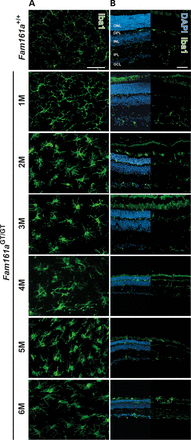 A
B
Iba1
DAPI Iba1
Fam161a+/+
ONL
OPL
INL
IPL
GCL
Fam161aGT/GT
1M
2M
3M
4M
5M
6M